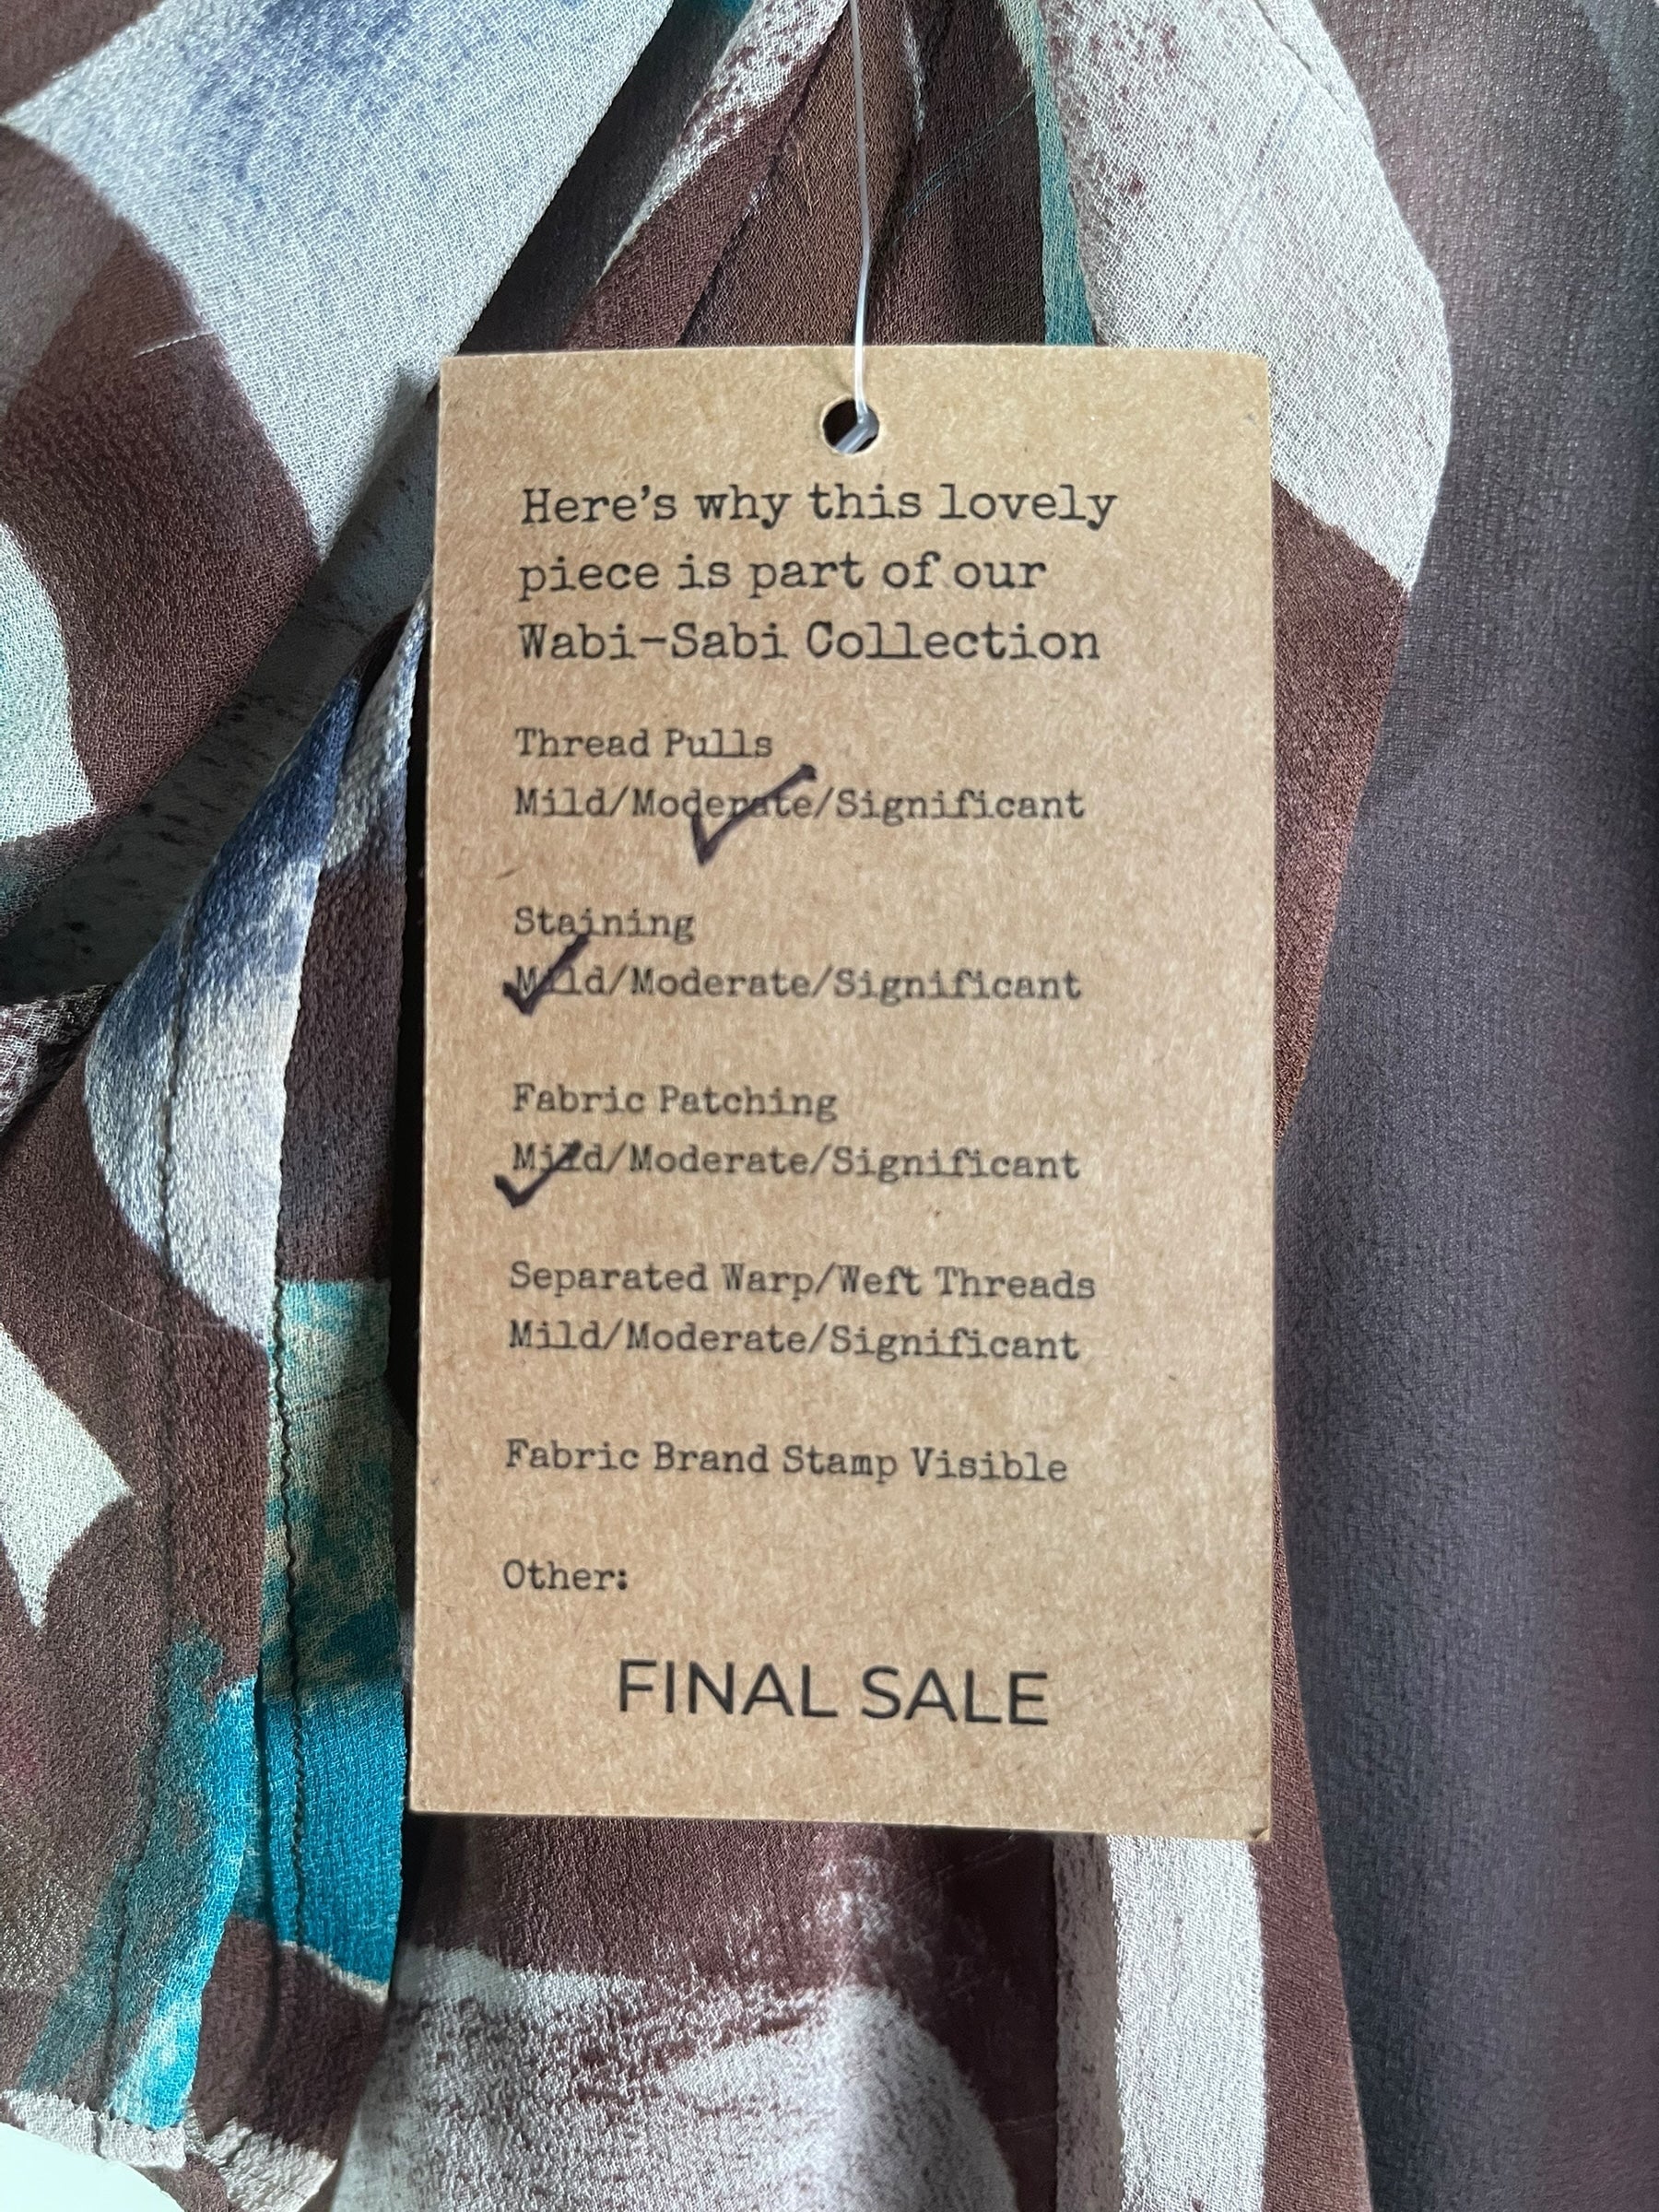 Here's why this lovely
piece is part of our
Wabi-Sabi Collection
Thread Pulls
Mild/Moderate/Significant
Staining
Mild/Moderate/Significant
Fabric Patching
Mild/Moderate/Significant
Separated Warp/Weft Threads
Mild/Moderate/Significant
Fabric Brand Stamp Visible
Other:
FINAL SALE